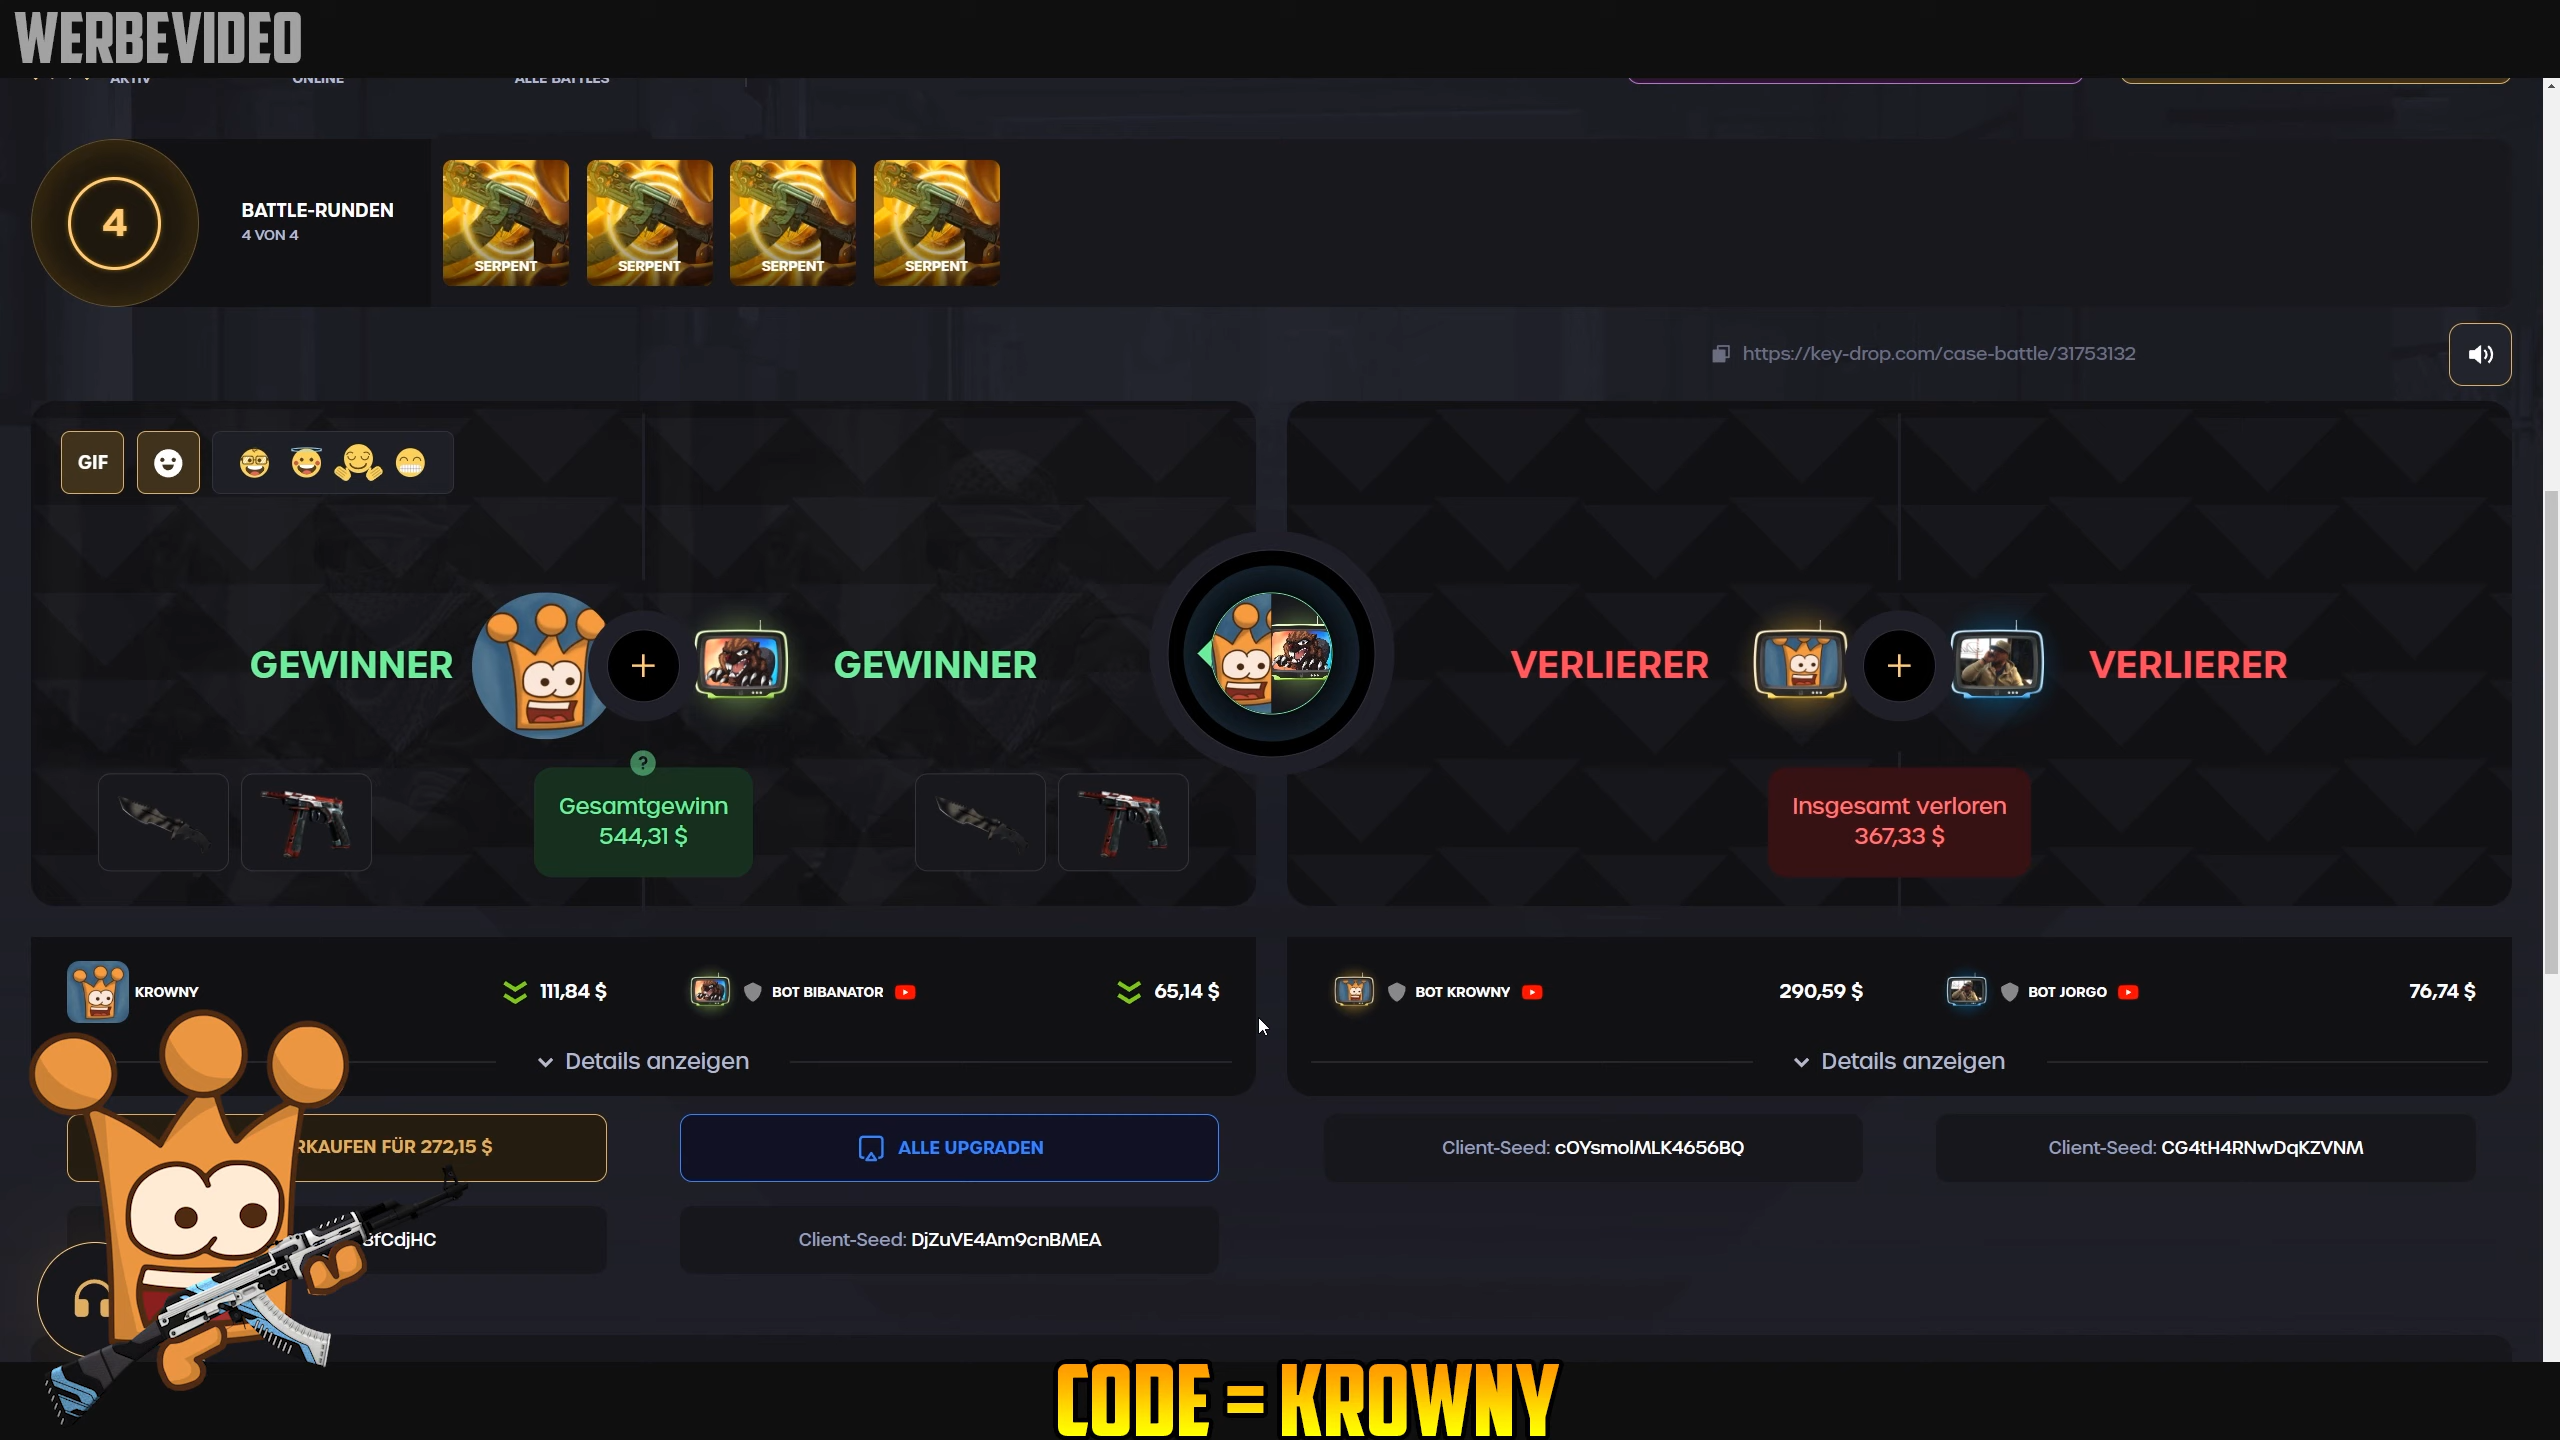 WERBEVIDEO
AKTIV
ONLINE
ALLE BATTLES
4
BATTLE-RUNDEN
4 VON 4
SERPENT
SERPENT
SERPENT
SERPENT
https://key-drop.com/case-battle/31753132
GIF
GEWINNER
+
GEWINNER
VERLIERER
+
VERLIERER
?
Gesamtgewinn
544,31 $
Insgesamt verloren
367,33 $
KROWNY
111,84 $
BOT BIBANATOR
65,14 $
BOT KROWNY
290,59 $
BOT JORGO
76,74 $
Details anzeigen
Details anzeigen
RKAUFEN FÜR 272,15 $
ALLE UPGRADEN
Client-Seed: cOYsmolMLK4656BQ
Client-Seed: CG4tH4RNwDqKZVNM
fCdjHC
Client-Seed: DjZuVE4Am9cnBMEA
CODE = KROWNY